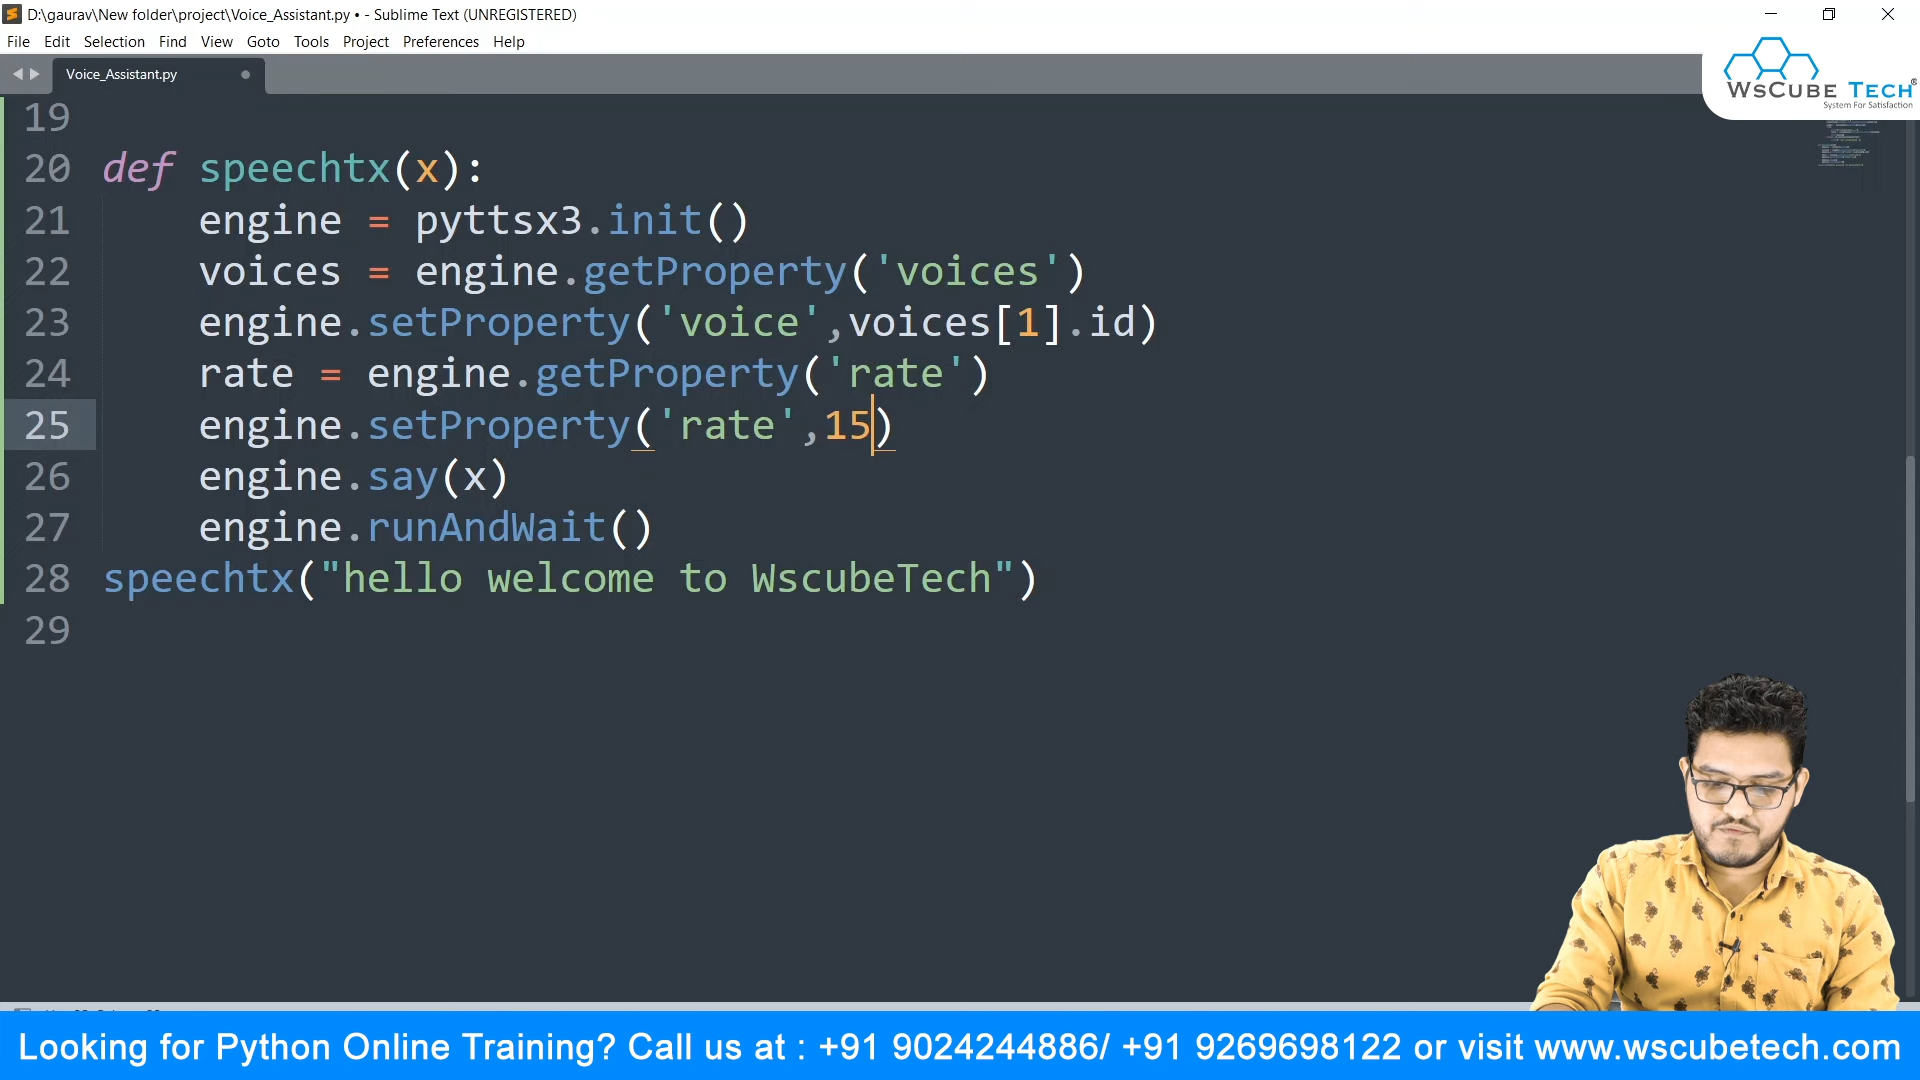 D:\gaurav\New folder\project\Voice_Assistant.py • - Sublime Text (UNREGISTERED)
File Edit Selection Find View Goto Tools Project Preferences Help
Voice_Assistant.py
WsCube Tech®
System For Satisfaction
19
20 def speechtx(x):
21 engine = pyttsx3.init()
22 voices = engine.getProperty('voices')
23 engine.setProperty('voice',voices[1].id)
24 rate = engine.getProperty('rate')
25 engine.setProperty('rate',15)
26 engine.say(x)
27 engine.runAndWait()
28 speechtx("hello welcome to WscubeTech")
29
Looking for Python Online Training? Call us at : +91 9024244886/ +91 9269698122 or visit www.wscubetech.com